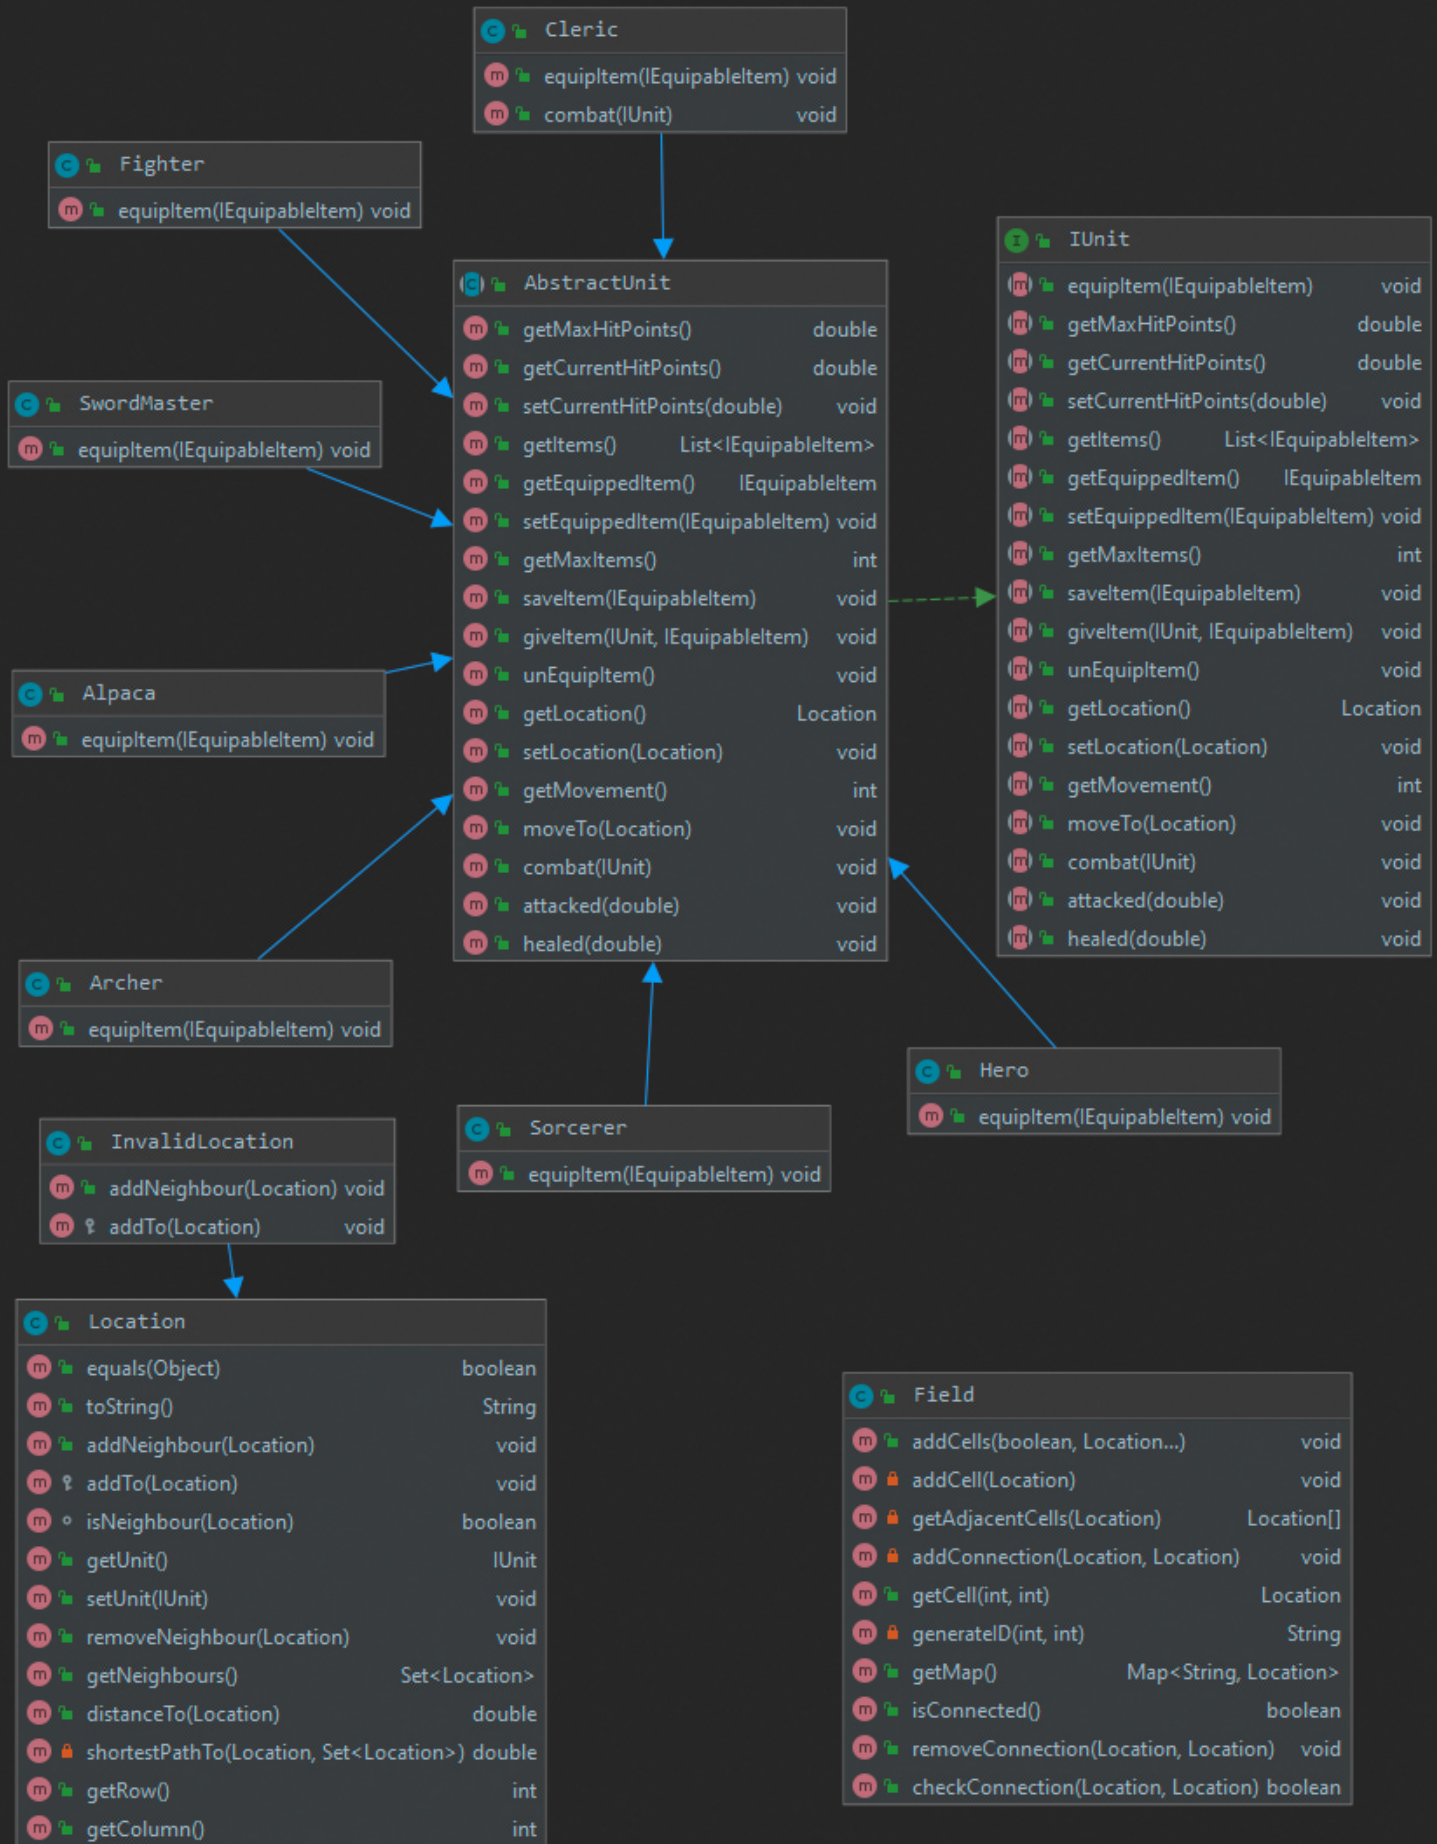 Cleric
equipItem(IEquipableItem) void
combat(IUnit) void
Fighter
equipItem(IEquipableItem) void
SwordMaster
equipItem(IEquipableItem) void
Alpaca
equipItem(IEquipableItem) void
Archer
equipItem(IEquipableItem) void
AbstractUnit
getMaxHitPoints() double
getCurrentHitPoints() double
setCurrentHitPoints(double) void
getItems() List<IEquipableItem>
getEquippedItem() IEquipableItem
setEquippedItem(IEquipableItem) void
getMaxItems() int
saveItem(IEquipableItem) void
giveItem(IUnit, IEquipableItem) void
unEquipItem() void
getLocation() Location
setLocation(Location) void
getMovement() int
moveTo(Location) void
combat(IUnit) void
attacked(double) void
healed(double) void
IUnit
equipItem(IEquipableItem) void
getMaxHitPoints() double
getCurrentHitPoints() double
setCurrentHitPoints(double) void
getItems() List<IEquipableItem>
getEquippedItem() IEquipableItem
setEquippedItem(IEquipableItem) void
getMaxItems() int
saveItem(IEquipableItem) void
giveItem(IUnit, IEquipableItem) void
unEquipItem() void
getLocation() Location
setLocation(Location) void
getMovement() int
moveTo(Location) void
combat(IUnit) void
attacked(double) void
healed(double) void
Hero
equipItem(IEquipableItem) void
Sorcerer
equipItem(IEquipableItem) void
InvalidLocation
addNeighbour(Location) void
addTo(Location) void
Location
equals(Object) boolean
toString() String
addNeighbour(Location) void
addTo(Location) void
isNeighbour(Location) boolean
getUnit() IUnit
setUnit(IUnit) void
removeNeighbour(Location) void
getNeighbours() Set<Location>
distanceTo(Location) double
shortestPathTo(Location, Set<Location>) double
getRow() int
getColumn() int
Field
addCells(boolean, Location...) void
addCell(Location) void
getAdjacentCells(Location) Location[]
addConnection(Location, Location) void
getCell(int, int) Location
generateID(int, int) String
getMap() Map<String, Location>
isConnected() boolean
removeConnection(Location, Location) void
checkConnection(Location, Location) boolean